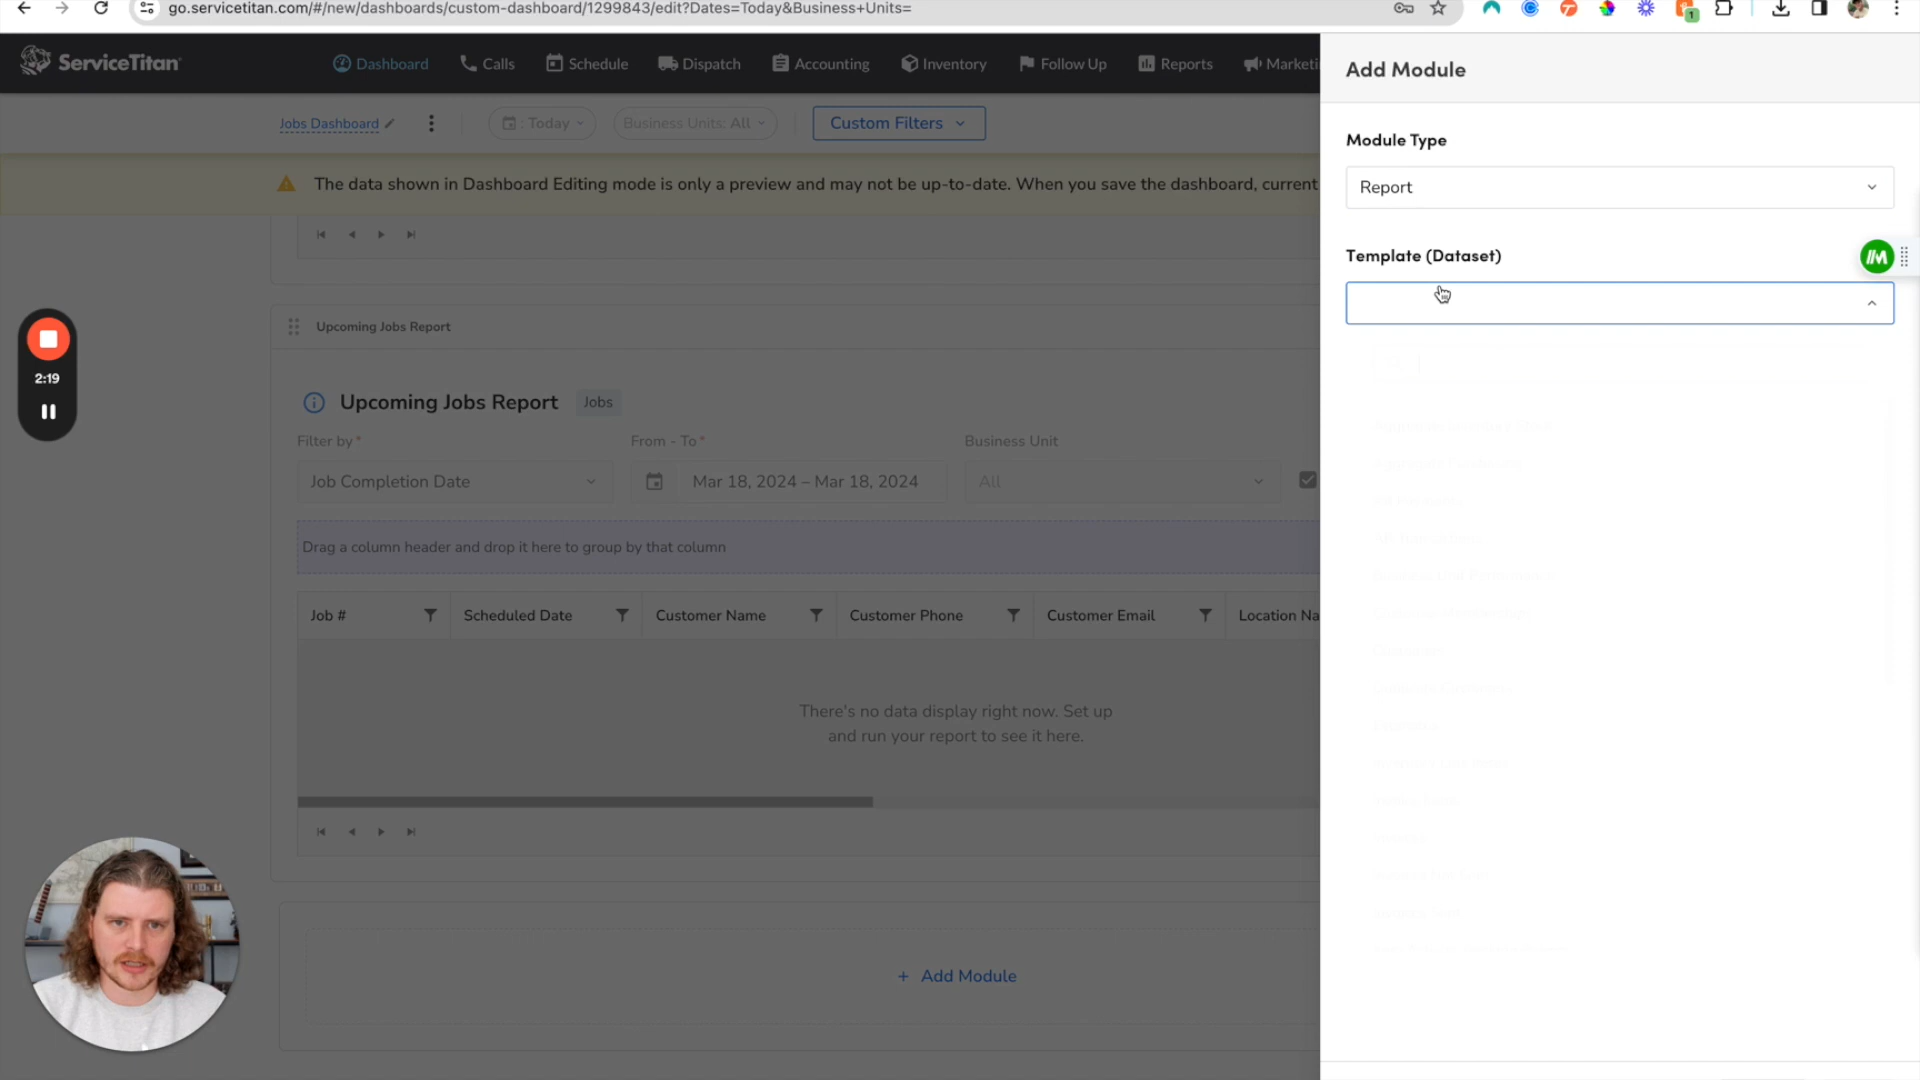 go.servicetitan.com/#/new/dashboards/custom-dashboard/1299843/edit?Dates=Today&Business+Units=
1
ServiceTitan
Dashboard
Calls
Schedule
Dispatch
Accounting
Inventory
Follow Up
Reports
Marketi
Add Module
Jobs Dashboard
: Today
Business Units: All
Custom Filters
Module Type
The data shown in Dashboard Editing mode is only a preview and may not be up-to-date. When you save the dashboard, current
Report
Template (Dataset)
Upcoming Jobs Report
2:19
Upcoming Jobs Report
Jobs
Filter by *
From - To *
Business Unit
Job Completion Date
Mar 18, 2024 – Mar 18, 2024
All
Drag a column header and drop it here to group by that column
Job #
Scheduled Date
Customer Name
Customer Phone
Customer Email
Location Na
There's no data display right now. Set up
and run your report to see it here.
+ Add Module